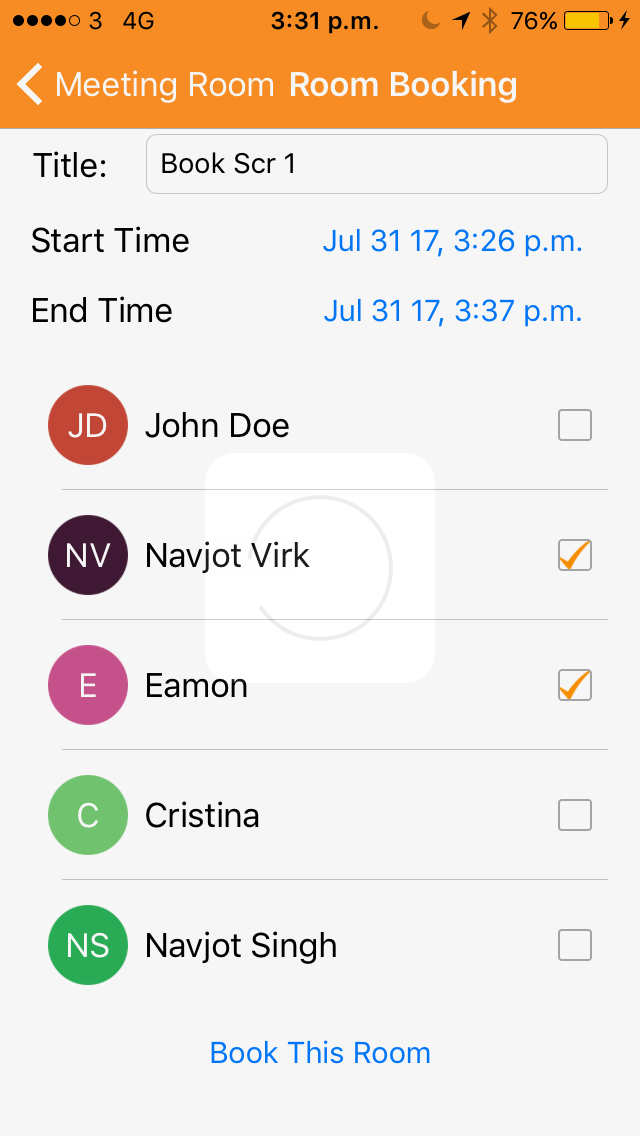 3 4G 3:31 p.m. 76%
Meeting Room Room Booking
Title: Book Scr 1
Start Time Jul 31 17, 3:26 p.m.
End Time Jul 31 17, 3:37 p.m.
JD John Doe
NV Navjot Virk
E Eamon
C Cristina
NS Navjot Singh
Book This Room